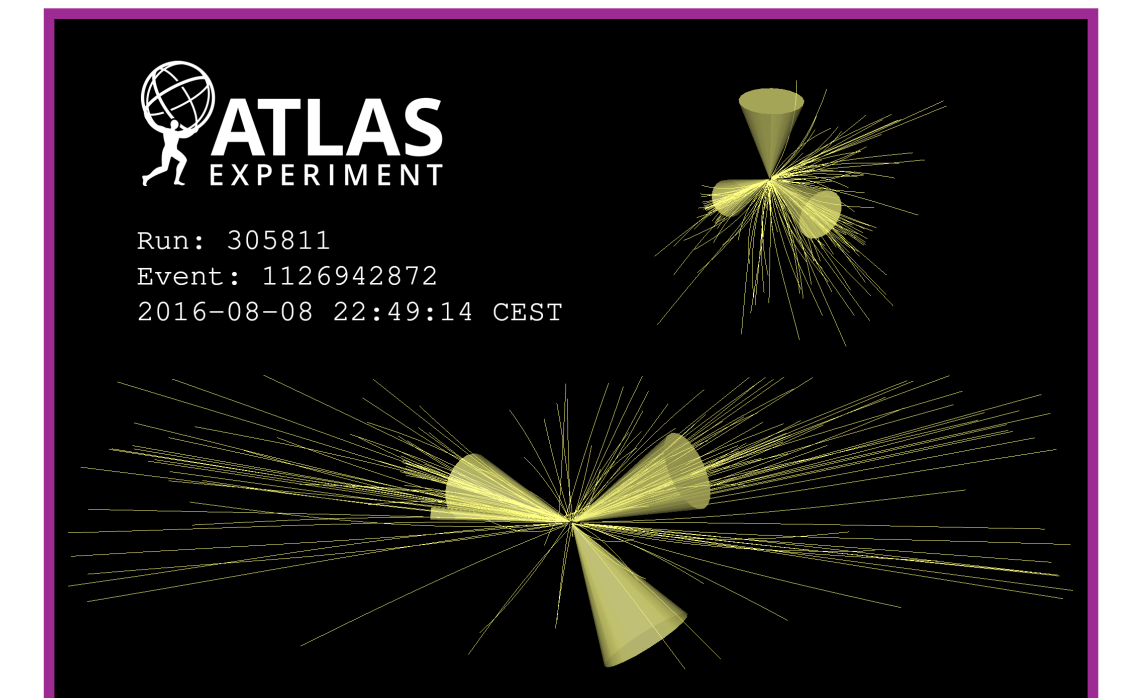 ATLAS
EXPERIMENT
Run: 305811
Event: 1126942872
2016-08-08 22:49:14 CEST